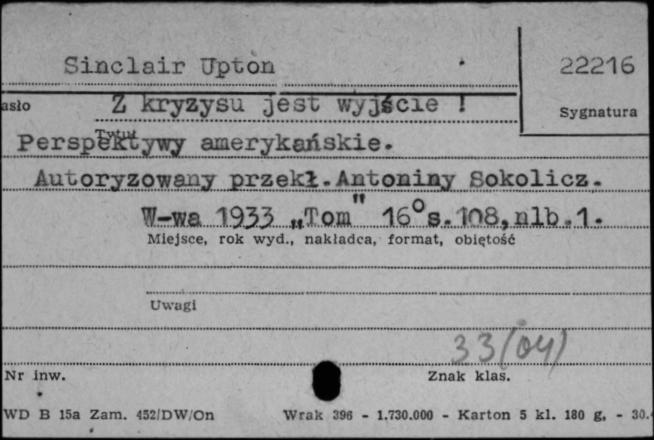 Sinclair Upton
22216
asło
Z kryzysu jest wyjście !
Sygnatura
Tytuł
Perspektywy amerykańskie.
Autoryzowany przekł.Antoniny Sokolicz.
W-wa 1933 „Tom" 16° s.108,nlb.1.
Miejsce, rok wyd., nakładca, format, obiętość
Uwagi
33(04)
Nr inw.
Znak klas.
WD B 15a Zam. 452/DW/On
Wrak 396 - 1.730.000 - Karton 5 kl. 180 g. - 30.